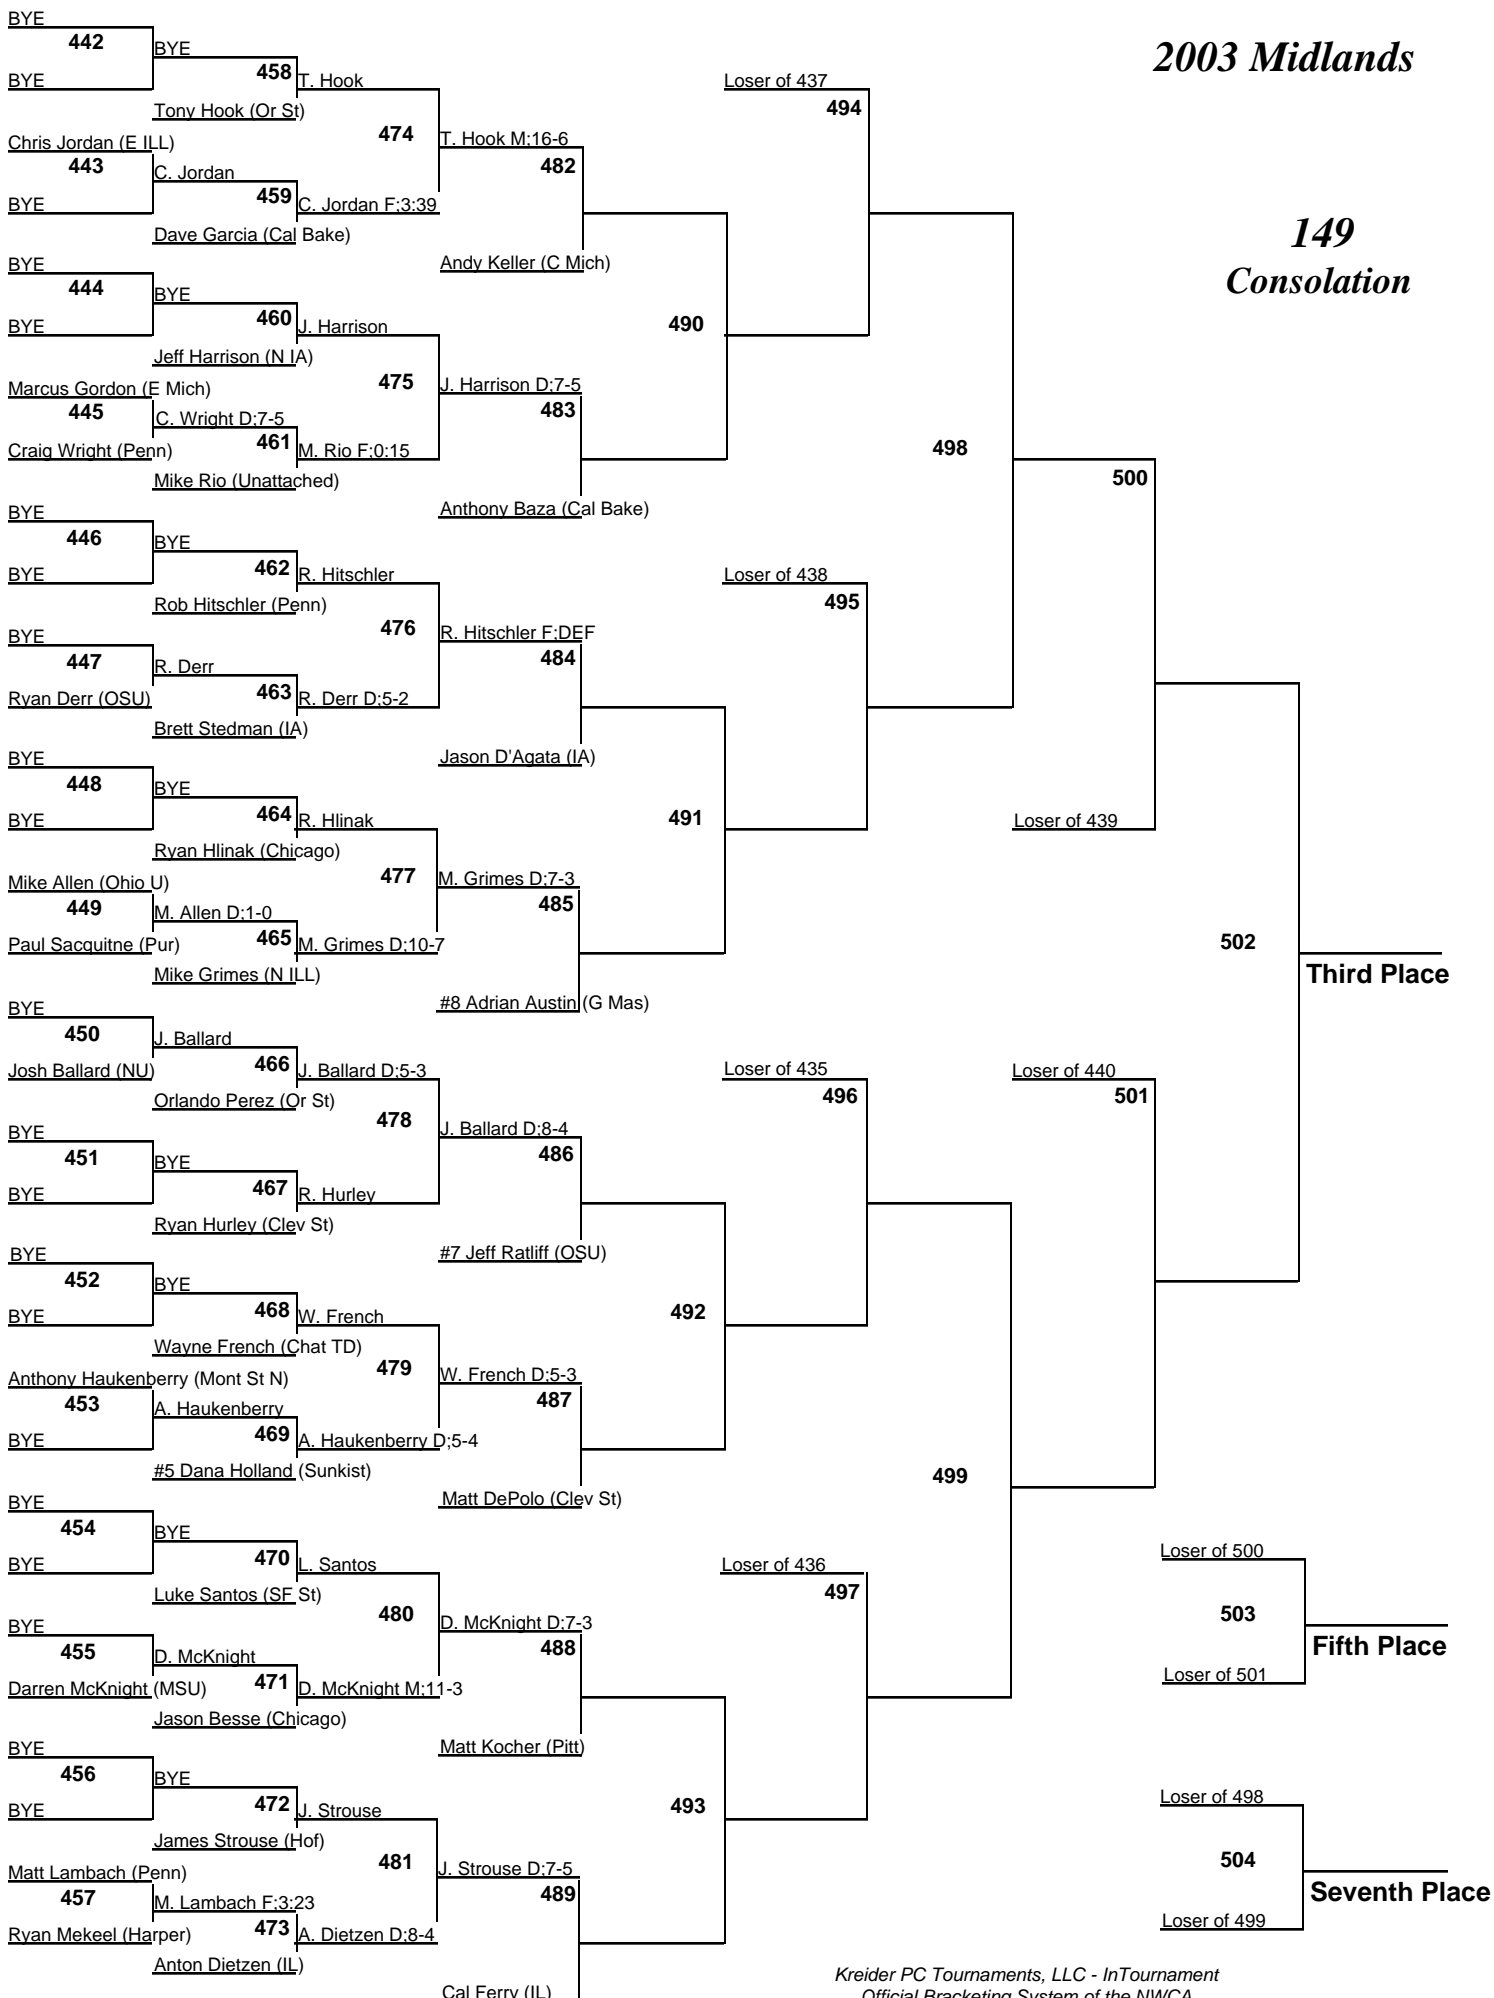 2003 Midlands
149
Consolation
BYE
442
BYE
BYE
458
T. Hook
Tony Hook (Or St)
474
Chris Jordan (E ILL)
443
C. Jordan
BYE
459
C. Jordan F;3:39
Dave Garcia (Cal Bake)
T. Hook M;16-6
482
Andy Keller (C Mich)
BYE
444
BYE
BYE
460
J. Harrison
Jeff Harrison (N IA)
475
Marcus Gordon (E Mich)
445
C. Wright D;7-5
Craig Wright (Penn)
461
M. Rio F;0:15
Mike Rio (Unattached)
J. Harrison D;7-5
483
Anthony Baza (Cal Bake)
490
Loser of 437
494
BYE
446
BYE
BYE
462
R. Hitschler
Rob Hitschler (Penn)
476
BYE
447
R. Derr
Ryan Derr (OSU)
463
R. Derr D;5-2
Brett Stedman (IA)
R. Hitschler F;DEF
484
Jason D'Agata (IA)
BYE
448
BYE
BYE
464
R. Hlinak
Ryan Hlinak (Chicago)
477
Mike Allen (Ohio U)
449
M. Allen D;1-0
Paul Sacquitne (Pur)
465
M. Grimes D;10-7
Mike Grimes (N ILL)
M. Grimes D;7-3
485
#8 Adrian Austin (G Mas)
491
Loser of 438
495
498
500
Loser of 439
BYE
450
J. Ballard
Josh Ballard (NU)
466
J. Ballard D;5-3
Orlando Perez (Or St)
478
BYE
451
BYE
BYE
467
R. Hurley
Ryan Hurley (Clev St)
J. Ballard D;8-4
486
#7 Jeff Ratliff (OSU)
BYE
452
BYE
BYE
468
W. French
Wayne French (Chat TD)
479
Anthony Haukenberry (Mont St N)
453
A. Haukenberry
BYE
469
A. Haukenberry D;5-4
#5 Dana Holland (Sunkist)
W. French D;5-3
487
Matt DePolo (Clev St)
492
Loser of 435
496
BYE
454
BYE
BYE
470
L. Santos
Luke Santos (SF St)
480
BYE
455
D. McKnight
Darren McKnight (MSU)
471
D. McKnight M;11-3
Jason Besse (Chicago)
D. McKnight D;7-3
488
Matt Kocher (Pitt)
BYE
456
BYE
BYE
472
J. Strouse
James Strouse (Hof)
481
Matt Lambach (Penn)
457
M. Lambach F;3:23
Ryan Mekeel (Harper)
473
A. Dietzen D;8-4
Anton Dietzen (IL)
J. Strouse D;7-5
489
Cal Ferry (IL)
493
Loser of 436
497
499
Loser of 440
501
502
Third Place
Loser of 500
503
Fifth Place
Loser of 501
Loser of 498
504
Seventh Place
Loser of 499
Kreider PC Tournaments, LLC - InTournament
Official Bracketing System of the NWCA